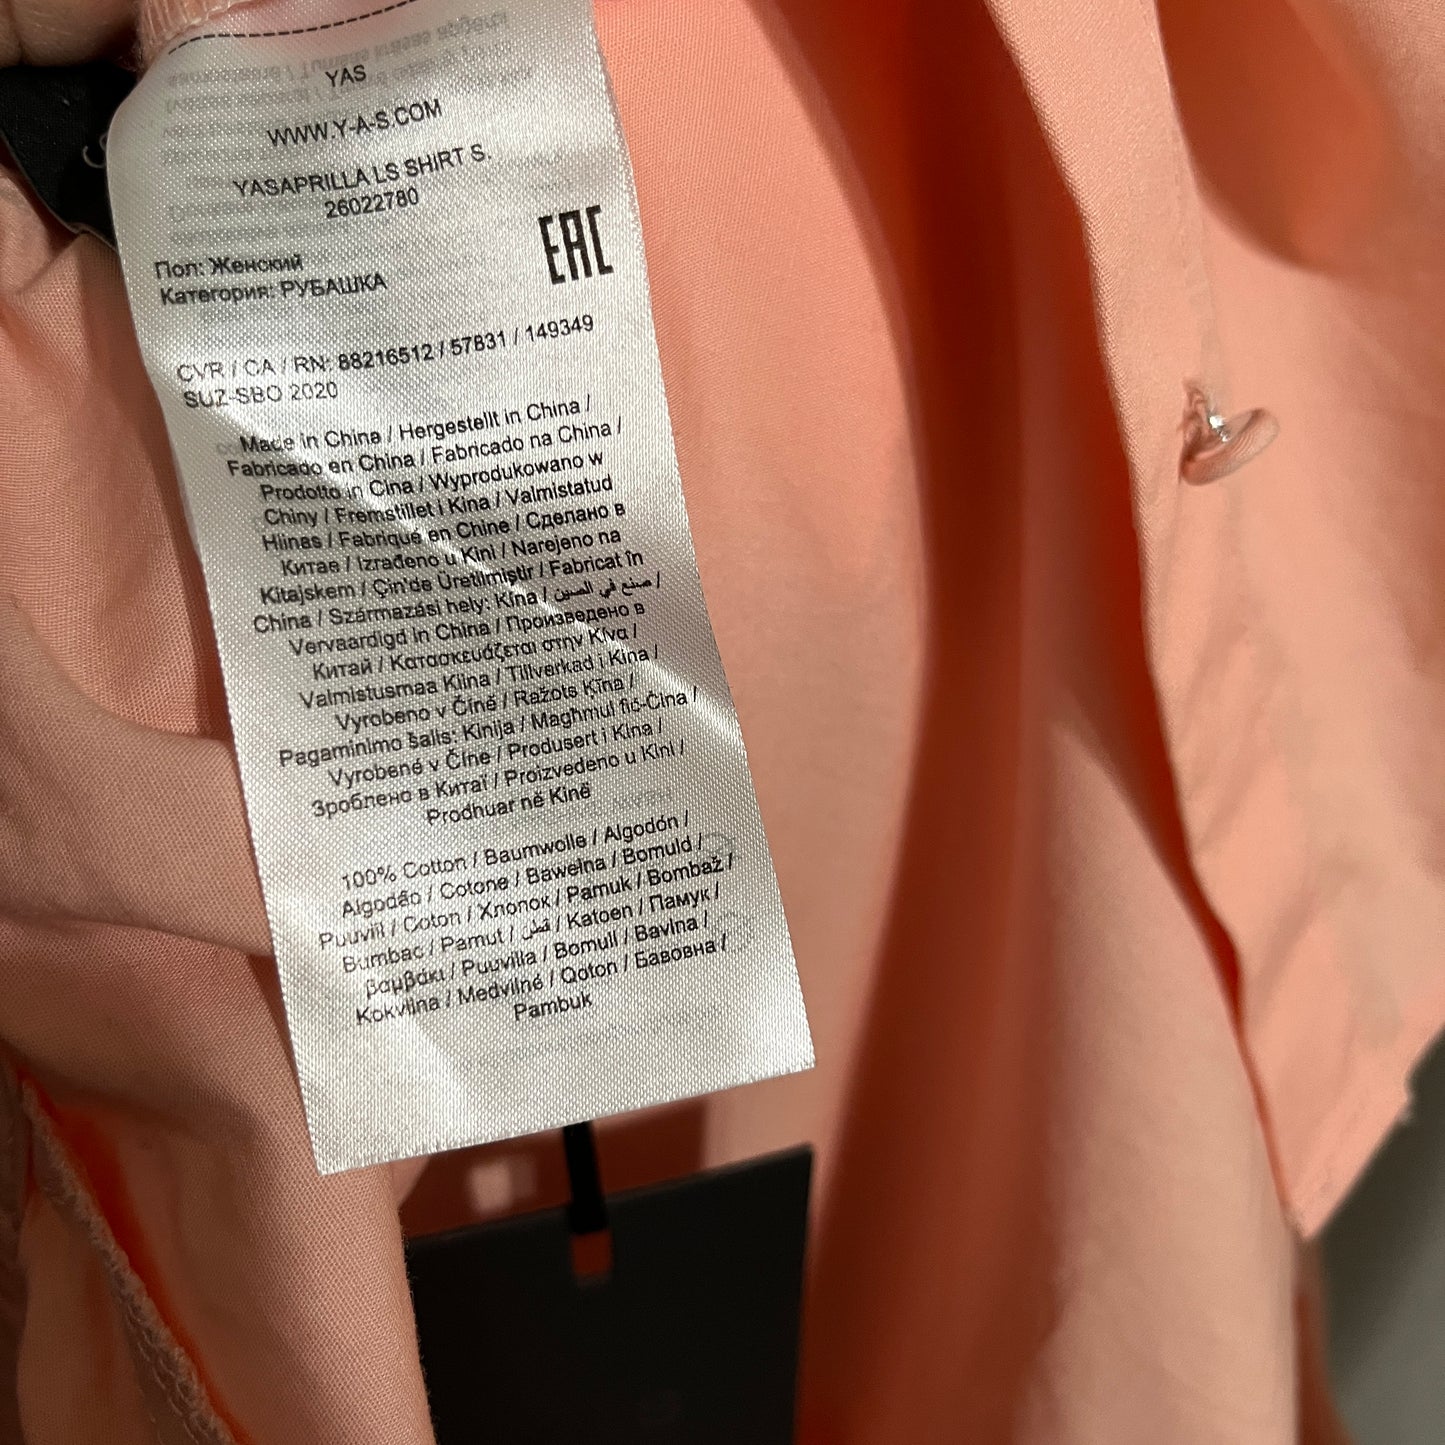 YAS
WWW.Y-A-S.COM
YASAPRILLA LS SHIRT S.
26022780
EAC
Пол: Женский
Категория: РУБАШКА
CVR / CA / RN: 88216512 / 57831 / 149349
SUZ-SBO 2020
Made in China / Hergestellt in China /
Fabricado en China / Fabricado na China /
Prodotto in Cina / Wyprodukowano w
Chiny / Fremstillet i Kina / Valmistatud
Hiinas / Fabriqué en Chine / Сделано в
Китае / Izrađeno u Kini / Narejeno na
Kitajskem / Çin'de Üretilmiştir / Fabricat în
China / Származási hely: Kína / صنع في الصين /
Vervaardigd in China / Произведено в
Китай / Κατασκευάζεται στην Κίνα /
Valmistusmaa Kiina / Tillverkad i Kina /
Vyrobeno v Číně / Ražots Ķīna /
Pagaminimo šalis: Kinija / Magħmul fiċ-Ċina /
Vyrobené v Číne / Produsert i Kina /
Зроблено в Китаї / Proizvedeno u Kini /
Prodhuar në Kinë
100% Cotton / Baumwolle / Algodón /
Algodão / Cotone / Bawełna / Bomuld /
Puuvill / Coton / Хлопок / Pamuk / Bombaž /
Bumbac / Pamut / قطن / Katoen / Памук /
βαμβάκι / Puuvilla / Bomull / Bavlna /
Kokvilna / Medvilnė / Qoton / Бавовна /
Pambuk